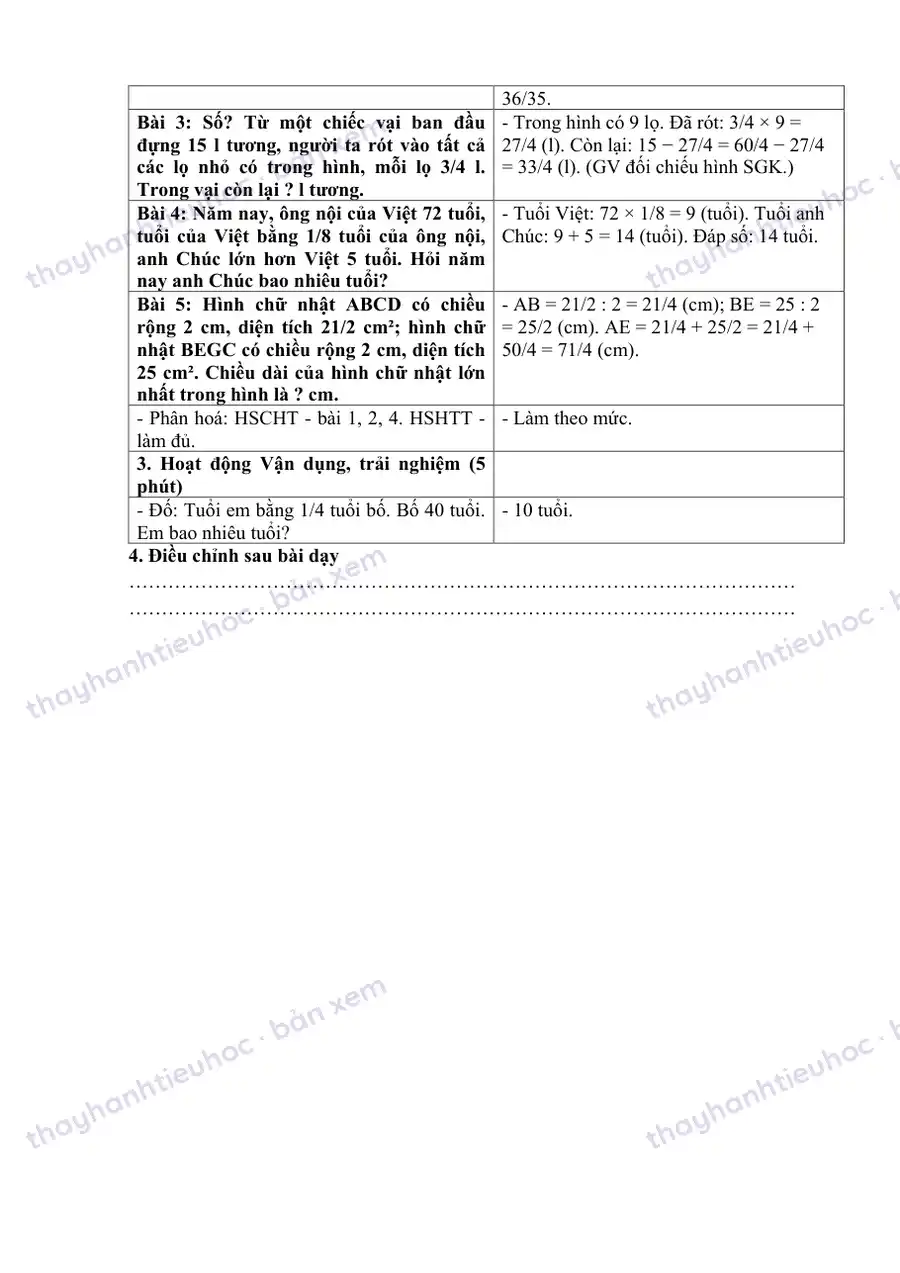 36/35.
Bài 3: Số? Từ một chiếc vại ban đầu
đựng 15 l tương, người ta rót vào tất cả
các lọ nhỏ có trong hình, mỗi lọ 3/4 l.
Trong vại còn lại ? l tương.
- Trong hình có 9 lọ. Đã rót: 3/4 × 9 =
27/4 (l). Còn lại: 15 − 27/4 = 60/4 − 27/4
= 33/4 (l). (GV đối chiếu hình SGK.)
Bài 4: Năm nay, ông nội của Việt 72 tuổi,
tuổi của Việt bằng 1/8 tuổi của ông nội,
anh Chúc lớn hơn Việt 5 tuổi. Hỏi năm
nay anh Chúc bao nhiêu tuổi?
- Tuổi Việt: 72 × 1/8 = 9 (tuổi). Tuổi anh
Chúc: 9 + 5 = 14 (tuổi). Đáp số: 14 tuổi.
Bài 5: Hình chữ nhật ABCD có chiều
rộng 2 cm, diện tích 21/2 cm²; hình chữ
nhật BEGC có chiều rộng 2 cm, diện tích
25 cm². Chiều dài của hình chữ nhật lớn
nhất trong hình là ? cm.
- AB = 21/2 : 2 = 21/4 (cm); BE = 25 : 2
= 25/2 (cm). AE = 21/4 + 25/2 = 21/4 +
50/4 = 71/4 (cm).
- Phân hoá: HSCHT - bài 1, 2, 4. HSHTT -
làm đủ.
- Làm theo mức.
3. Hoạt động Vận dụng, trải nghiệm (5
phút)
- Đố: Tuổi em bằng 1/4 tuổi bố. Bố 40 tuổi.
Em bao nhiêu tuổi?
- 10 tuổi.
4. Điều chỉnh sau bài dạy
……………………………………………………………………………………
……………………………………………………………………………………
thayhanhtieuhoc · bản xem
thayhanhtieuhoc · b
thayhanhtieuhoc · bản xem
thayhanhtieuhoc · b
thayhanhtieuhoc · bản xem
thayhanhtieuhoc · b